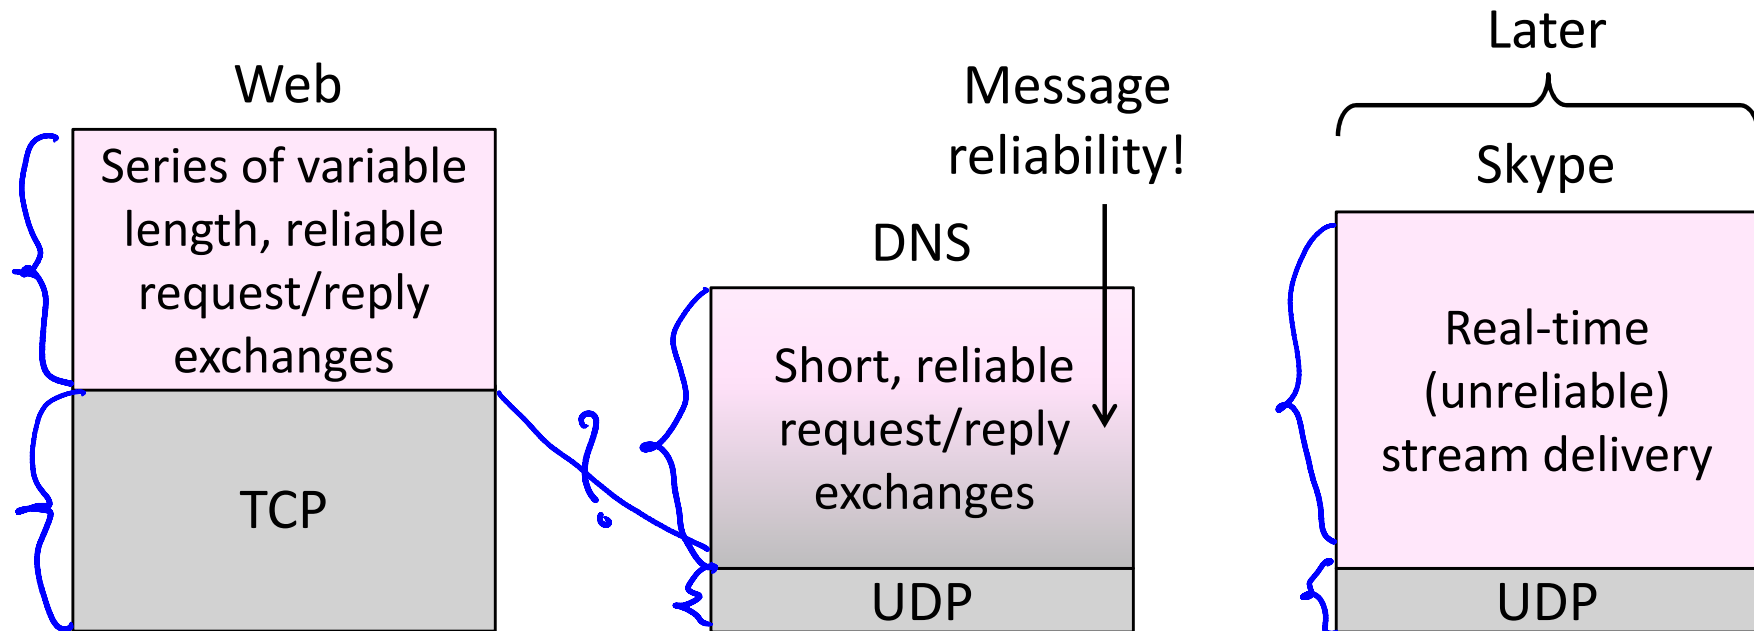 Web
Series of variable
length, reliable
request/reply
exchanges
TCP
?
Message
reliability!
DNS
Short, reliable
request/reply
exchanges
UDP
Later
Skype
Real-time
(unreliable)
stream delivery
UDP